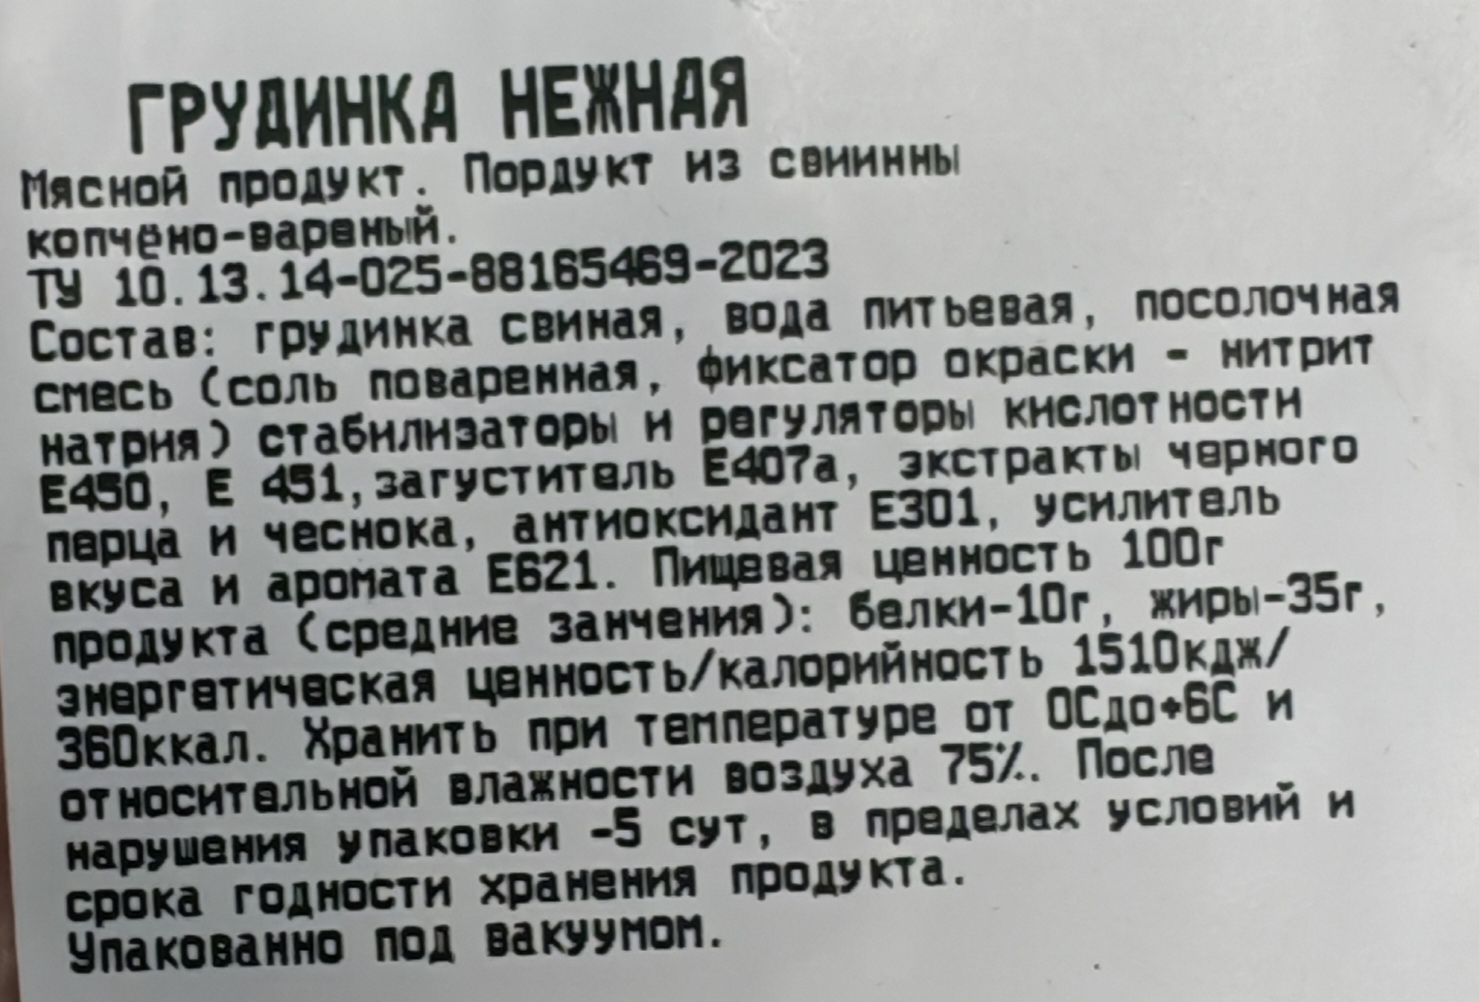 ГРУДИНКА НЕЖНАЯ
Мясной продукт. Пордукт из свиинны
копчёно-вареный.
ТУ 10.13.14-025-88165469-2023
Состав: грудинка свиная, вода питьевая, посолочная
смесь (соль поваренная, фиксатор окраски - нитрит
натрия) стабилизаторы и регуляторы кислотности
Е450, Е 451,загуститель Е407а, экстракты черного
перца и чеснока, антиоксидант Е301, усилитель
вкуса и аромата Е621. Пищевая ценность 100г
продукта (средние занчения): белки-10г, жиры-35г,
энергетическая ценность/калорийность 1510кдж/
360ккал. Хранить при температуре от 0Сдо+6С и
относительной влажности воздуха 75%. После
нарушения упаковки -5 сут, в пределах условий и
срока годности хранения продукта.
Упакованно под вакуумом.